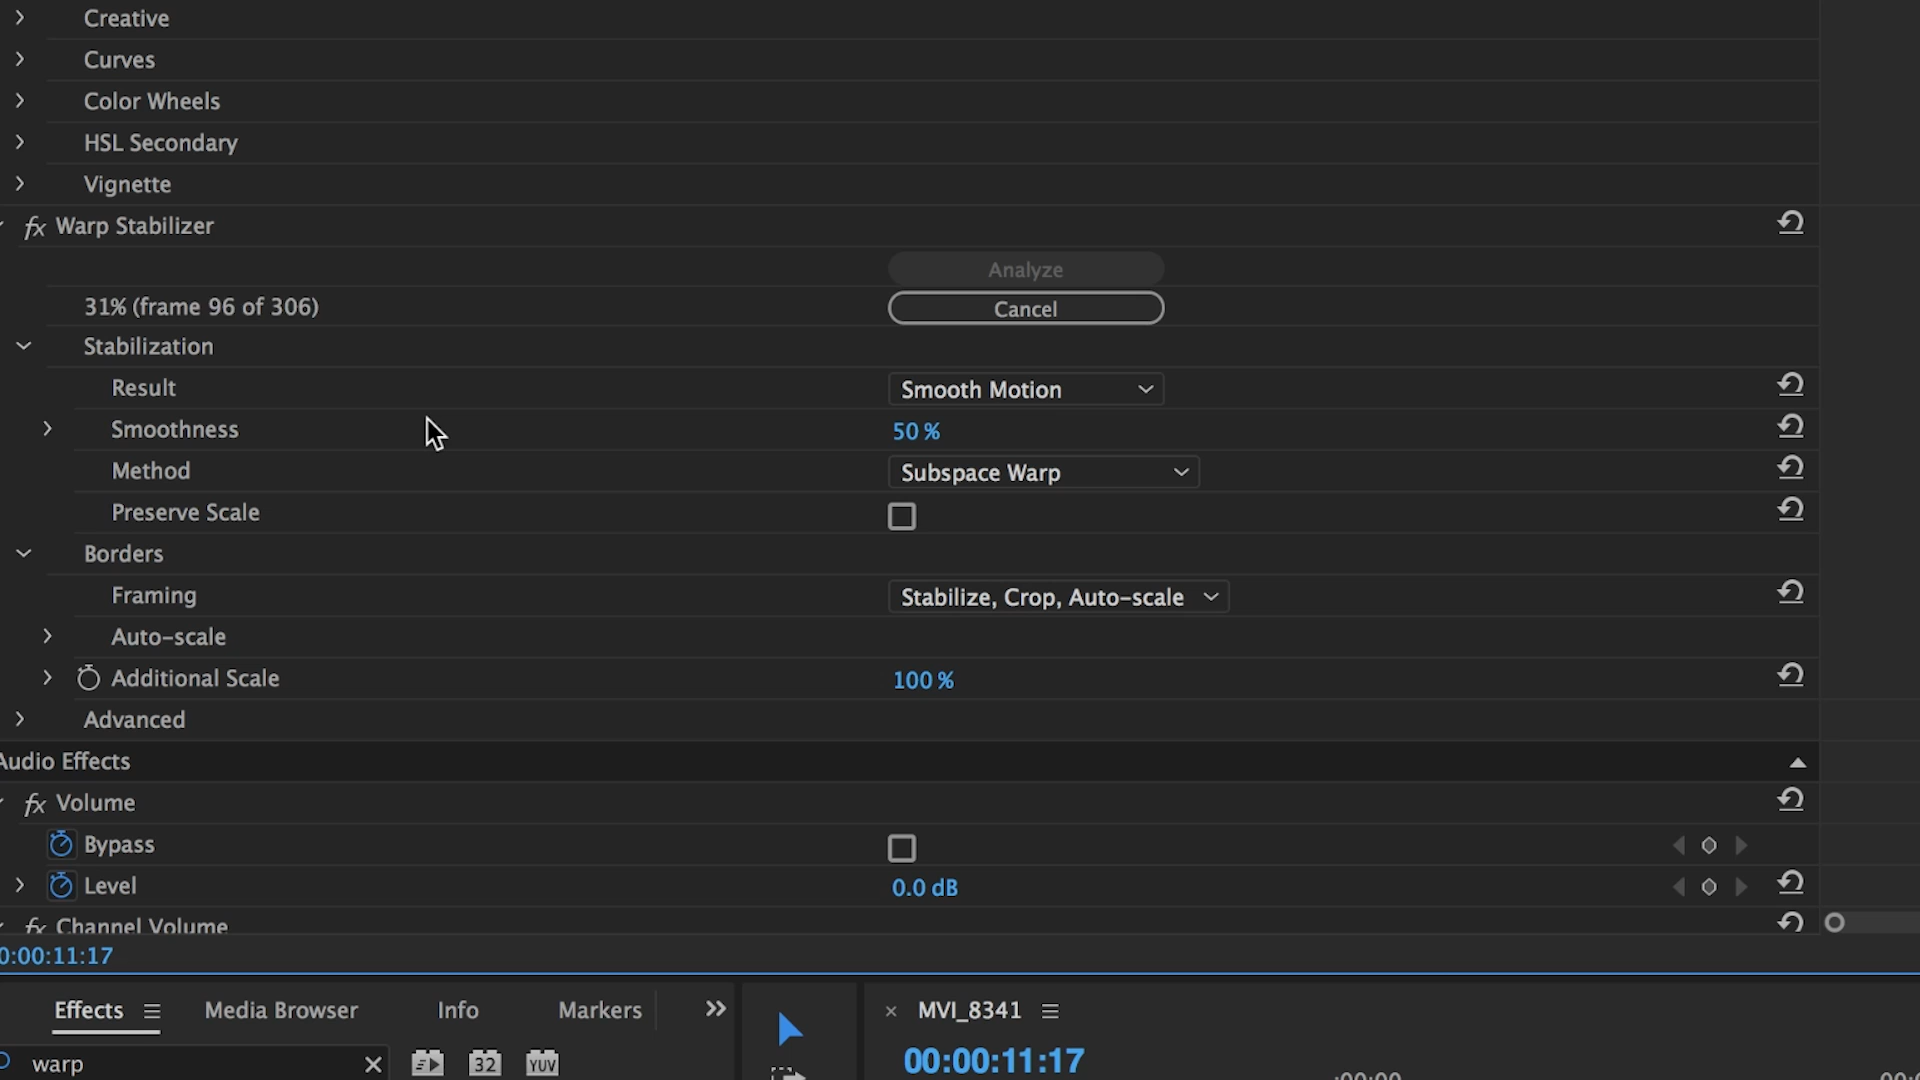 Creative
Curves
Color Wheels
HSL Secondary
Vignette
fx Warp Stabilizer
Analyze
31% (frame 96 of 306)
Cancel
Stabilization
Result
Smooth Motion
Smoothness
50 %
Method
Subspace Warp
Preserve Scale
Borders
Framing
Stabilize, Crop, Auto-scale
Auto-scale
Additional Scale
100 %
Advanced
Audio Effects
fx Volume
Bypass
Level
0.0 dB
fx Channel Volume
0:00:11:17
Effects
Media Browser
Info
Markers
MVI_8341
warp
32
YUV
00:00:11:17
:00:00